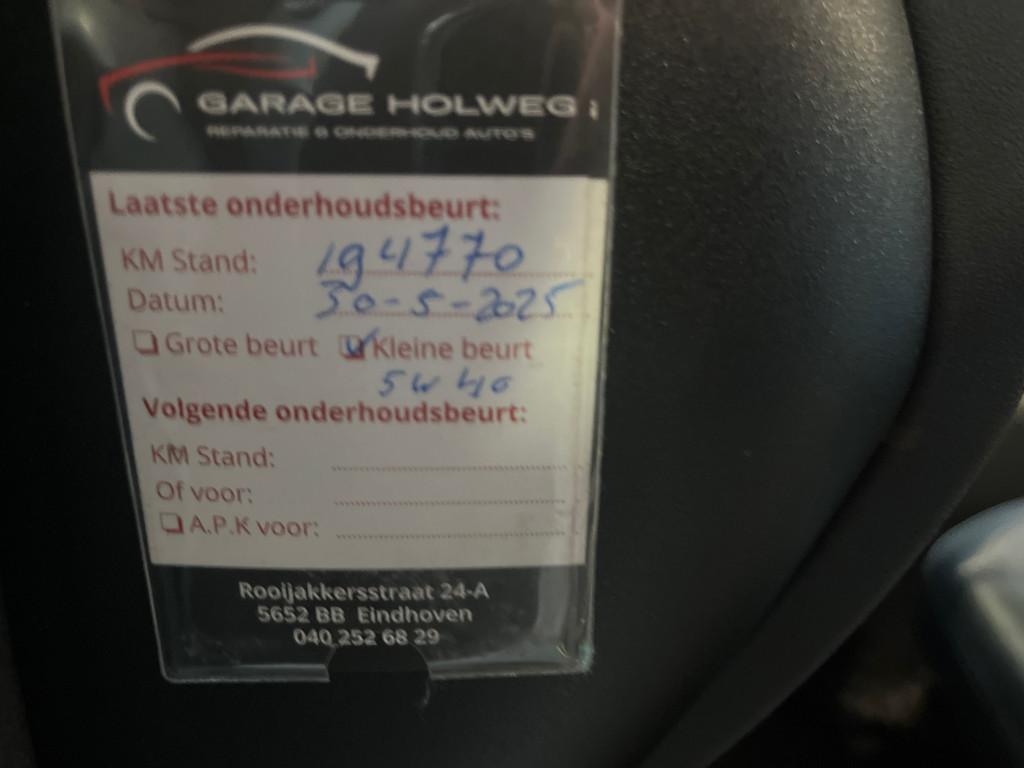 GARAGE HOLWEG
REPARATIE & ONDERHOUD AUTO'S
Laatste onderhoudsbeurt:
KM Stand: 194770
Datum: 30-5-2025
❑ Grote beurt ☑ Kleine beurt
5w40
Volgende onderhoudsbeurt:
KM Stand:
Of voor:
❑ A.P.K voor:
Rooijakkersstraat 24-A
5652 BB Eindhoven
040 252 68 29